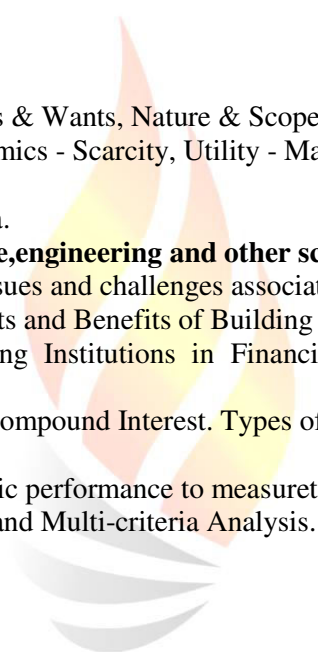 s & Wants, Nature & Scope
mics - Scarcity, Utility - Ma
.
e,engineering and other sc
sues and challenges associat
ts and Benefits of Building
ng Institutions in Financi
ompound Interest. Types of
ic performance to measuret
and Multi-criteria Analysis.